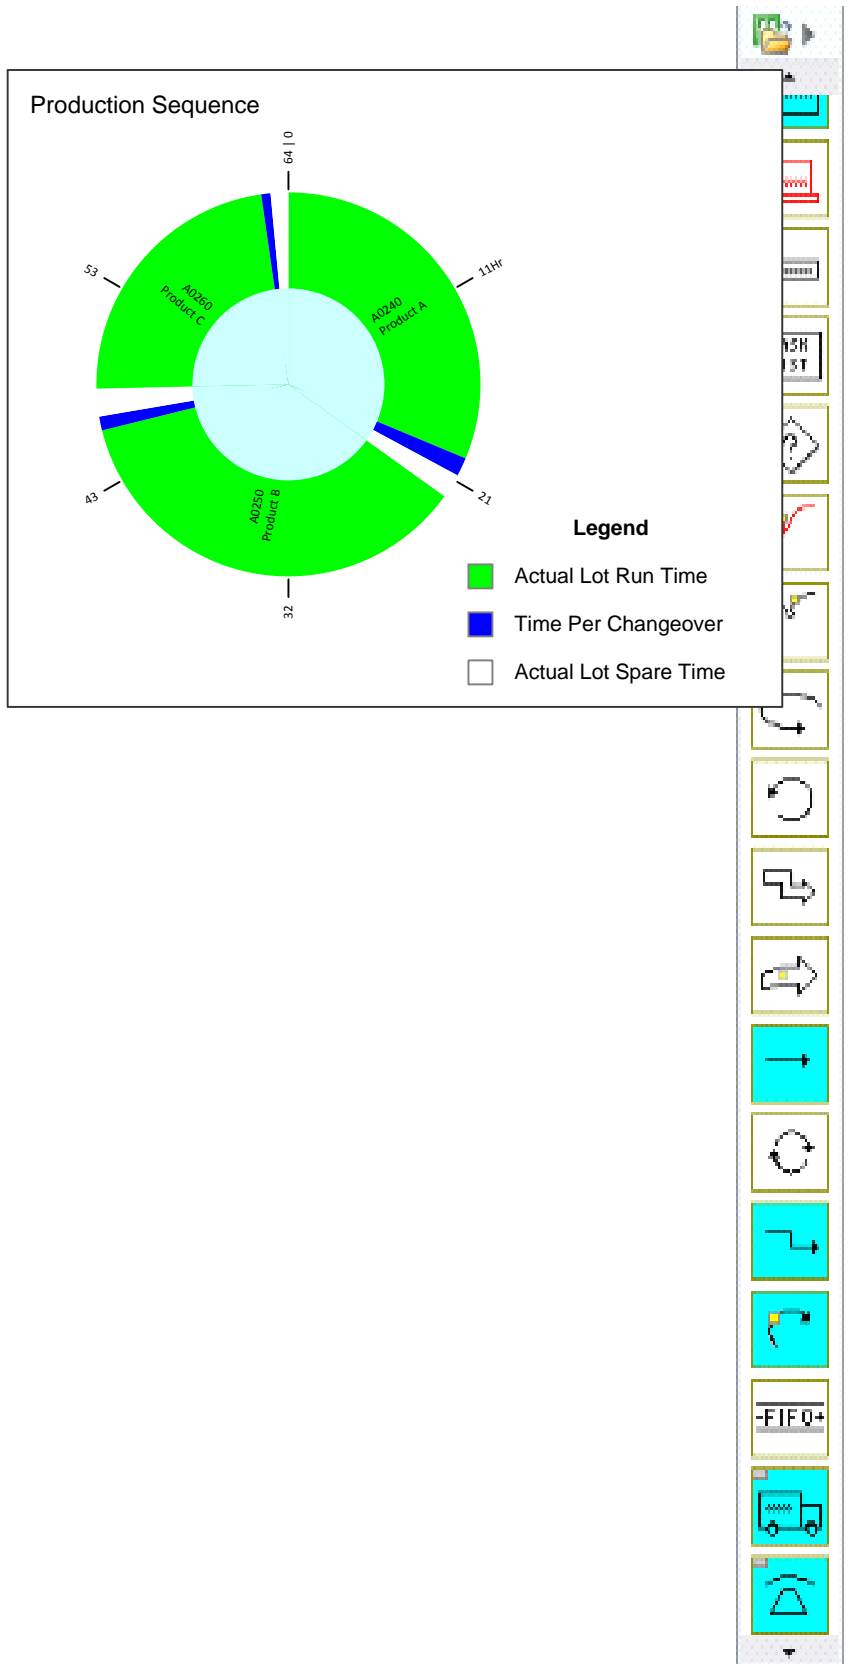 Production Sequence
64 | 0
11Hr
21
32
43
53
A0240
Product A
A0250
Product B
A0260
Product C
Legend
Actual Lot Run Time
Time Per Changeover
Actual Lot Spare Time
?
-FIFO+